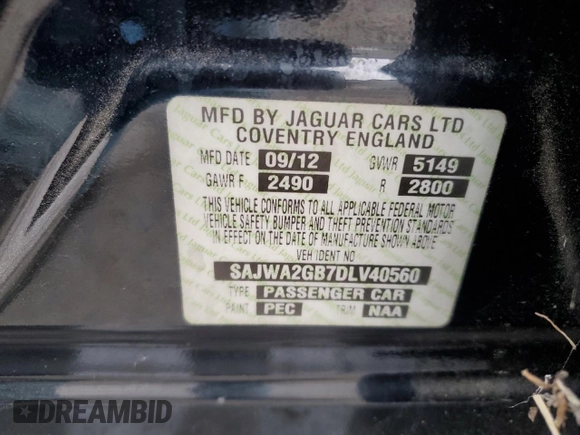 MFD BY JAGUAR CARS LTD
COVENTRY ENGLAND
MFD DATE 09/12 GVWR 5149
GAWR F 2490 R 2800
THIS VEHICLE CONFORMS TO ALL APPLICABLE FEDERAL MOTOR
VEHICLE SAFETY BUMPER AND THEFT PREVENTION STANDARDS
IN EFFECT ON THE DATE OF MANUFACTURE SHOWN ABOVE
VEH IDENT NO
SAJWA2GB7DLV40560
TYPE PASSENGER CAR
PAINT PEC TRIM NAA
DREAMBID